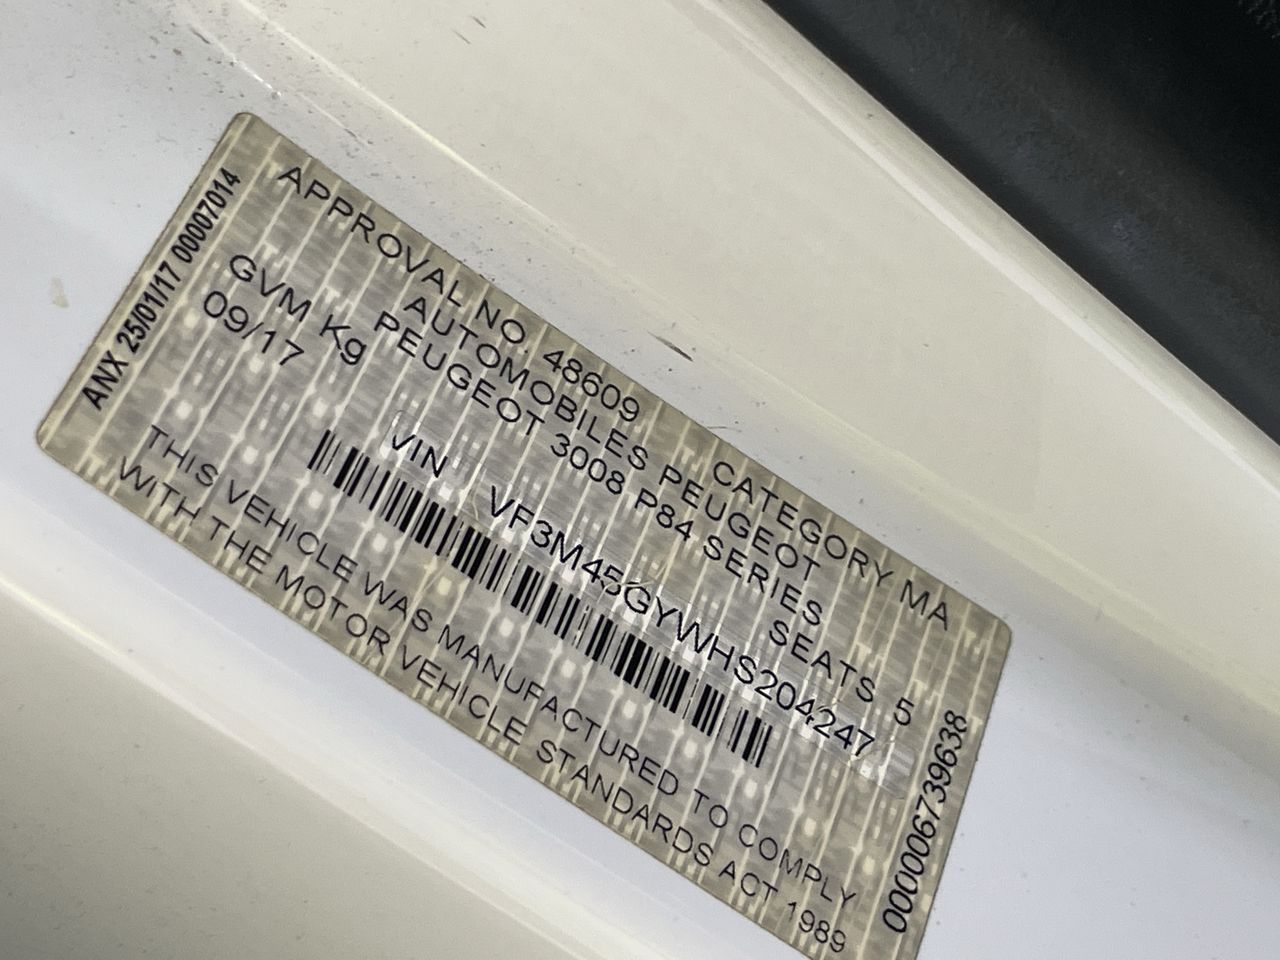 ANX 25/01/17 00007014
APPROVAL NO. 48609 CATEGORY MA
AUTOMOBILES PEUGEOT
PEUGEOT 3008 P84 SERIES
GVM Kg SEATS 5
09/17
VIN VF3M45GYWHS204247
THIS VEHICLE WAS MANUFACTURED TO COMPLY
WITH THE MOTOR VEHICLE STANDARDS ACT 1989
000006739638